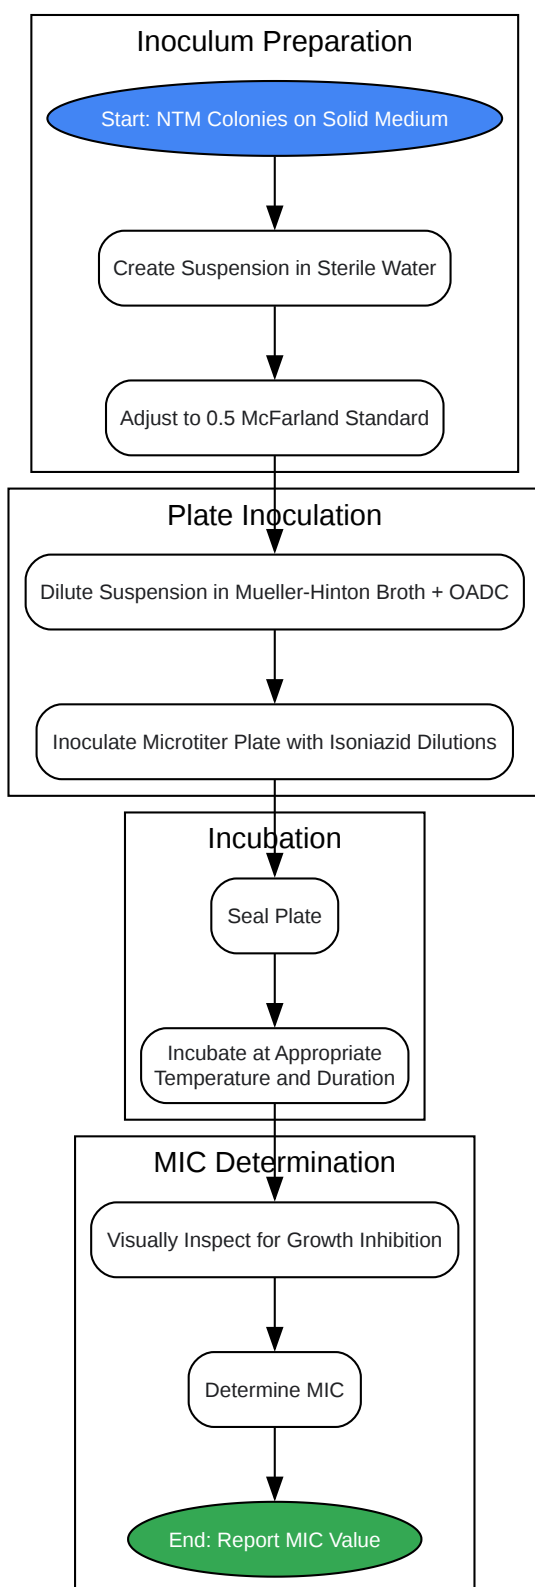 Inoculum Preparation
Start: NTM Colonies on Solid Medium
Create Suspension in Sterile Water
Adjust to 0.5 McFarland Standard
Plate Inoculation
Dilute Suspension in Mueller-Hinton Broth + OADC
Inoculate Microtiter Plate with Isoniazid Dilutions
Incubation
Seal Plate
Incubate at Appropriate
Temperature and Duration
MIC Determination
Visually Inspect for Growth Inhibition
Determine MIC
End: Report MIC Value